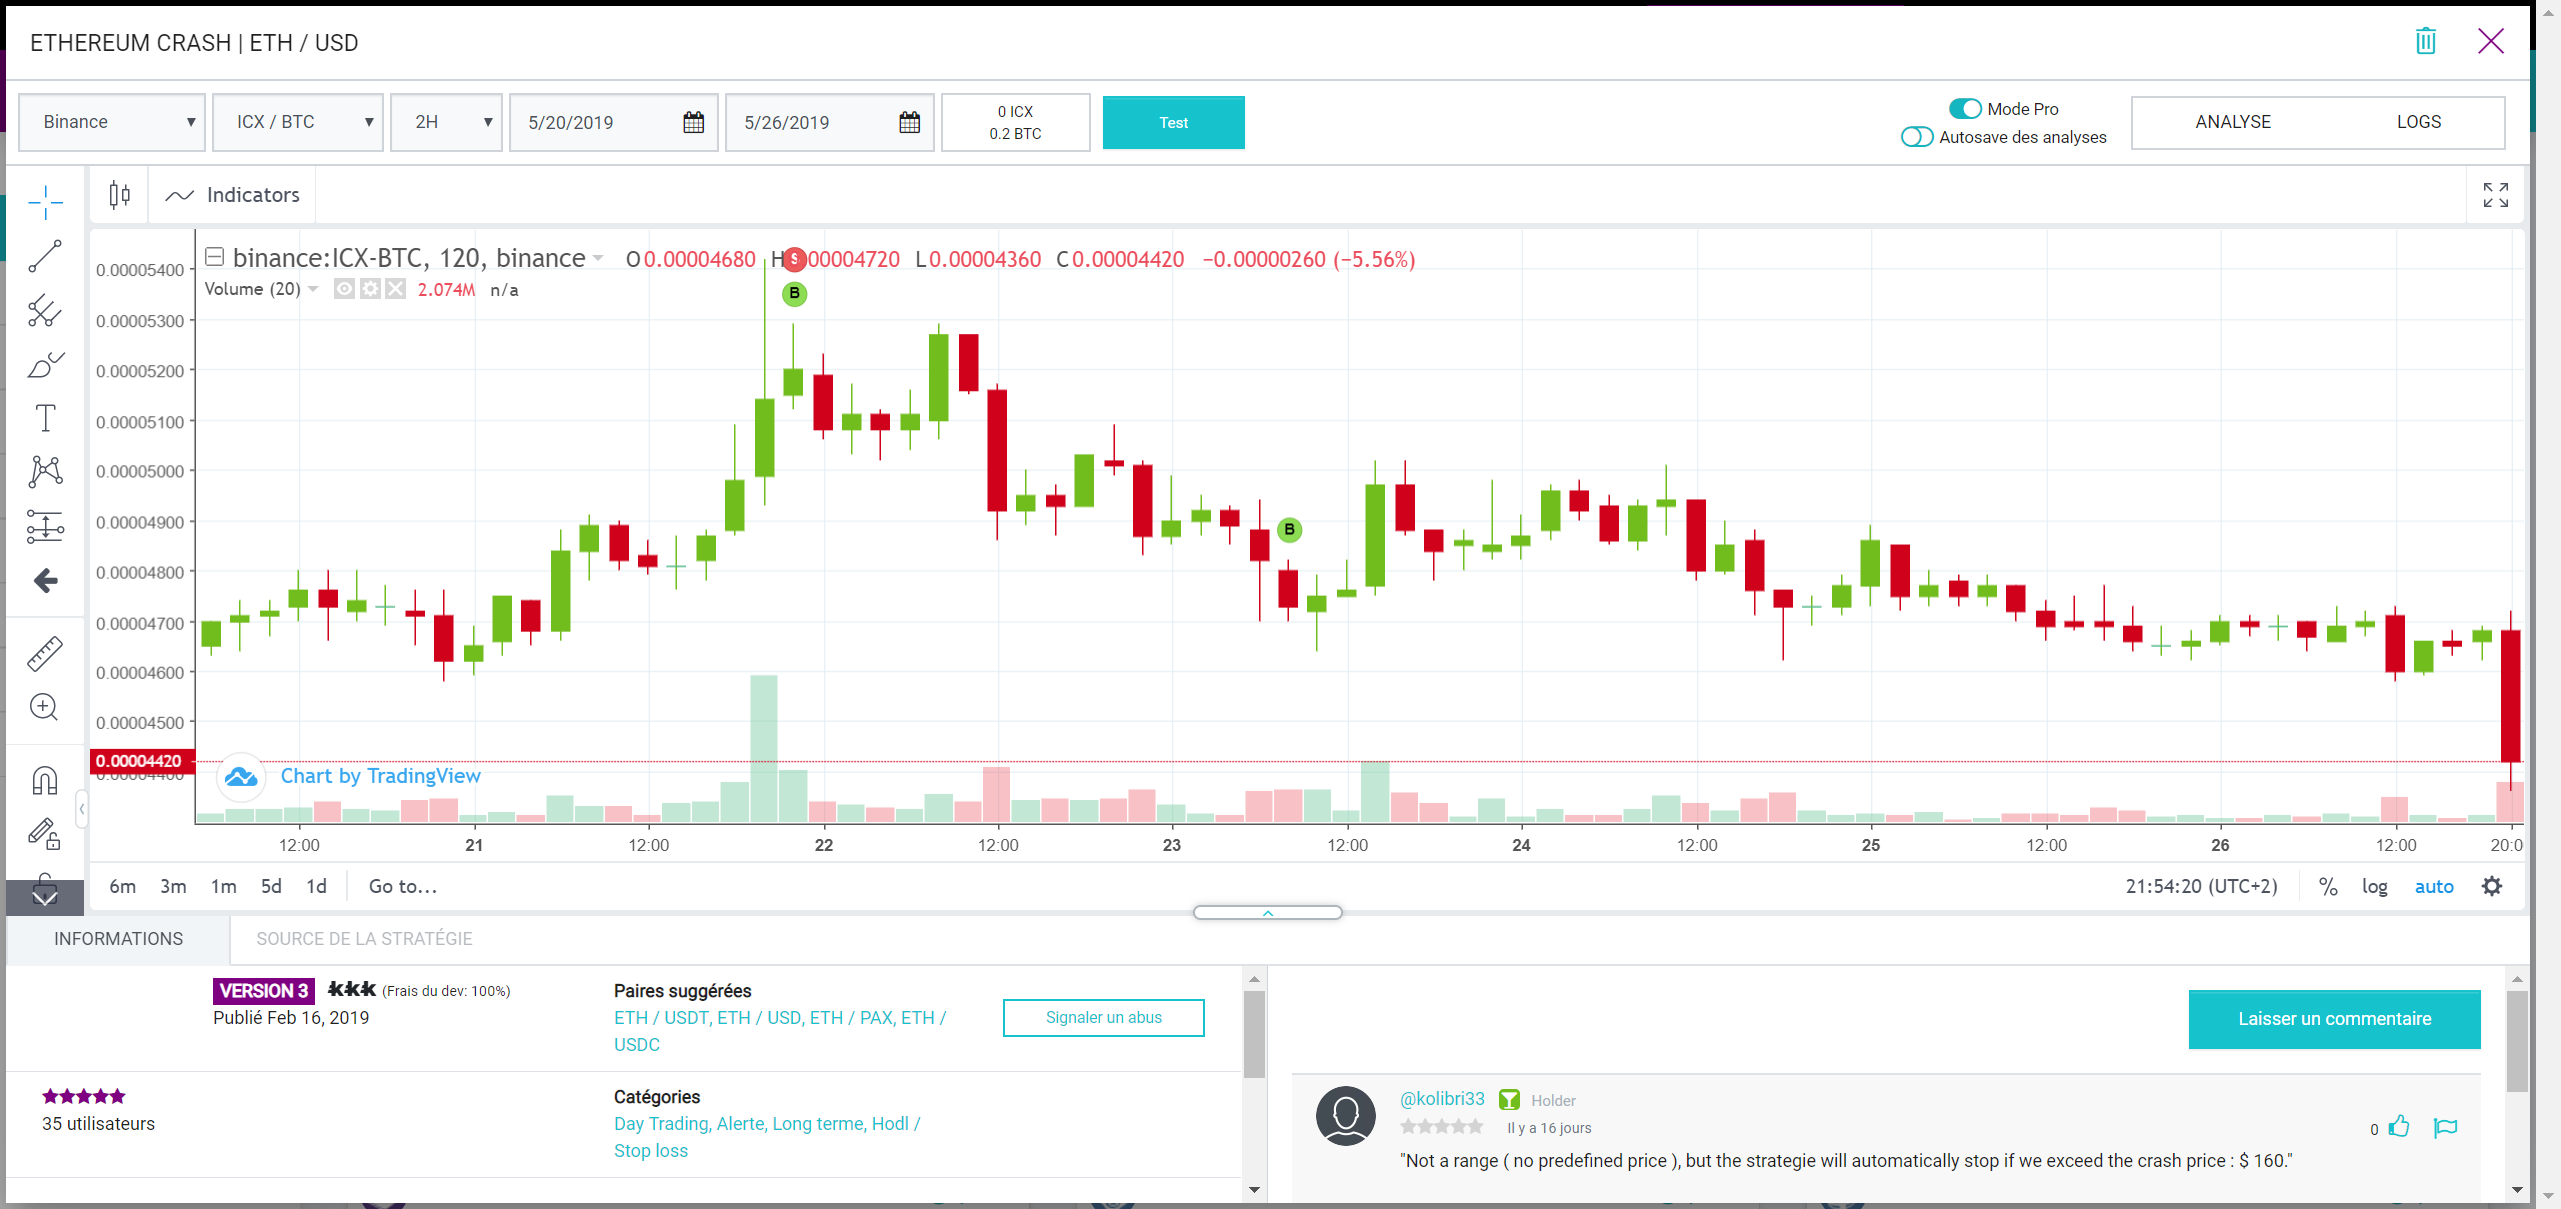 ETHEREUM CRASH | ETH / USD
Binance ▼ ICX / BTC ▼ 2H ▼ 5/20/2019 5/26/2019 0 ICX
0.2 BTC
Test
Mode Pro
Autosave des analyses
ANALYSE LOGS
Indicators
binance:ICX-BTC, 120, binance O0.00004680 H 00004720 L0.00004360 C0.00004420 −0.00000260 (−5.56%)
S
Volume (20) 2.074M n/a
B
B
0.00005400
0.00005300
0.00005200
0.00005100
0.00005000
0.00004900
0.00004800
0.00004700
0.00004600
0.00004500
0.00004420
0.00004400
Chart by TradingView
12:00 21 12:00 22 12:00 23 12:00 24 12:00 25 12:00 26 12:00 20:0
6m 3m 1m 5d 1d Go to...
21:54:20 (UTC+2) % log auto
INFORMATIONS SOURCE DE LA STRATÉGIE
VERSION 3 (Frais du dev: 100%)
Publié Feb 16, 2019
Paires suggérées
ETH / USDT, ETH / USD, ETH / PAX, ETH /
USDC
Signaler un abus
35 utilisateurs
Catégories
Day Trading, Alerte, Long terme, Hodl /
Stop loss
Laisser un commentaire
@kolibri33 Holder
Il y a 16 jours
0
"Not a range ( no predefined price ), but the strategie will automatically stop if we exceed the crash price : $ 160."